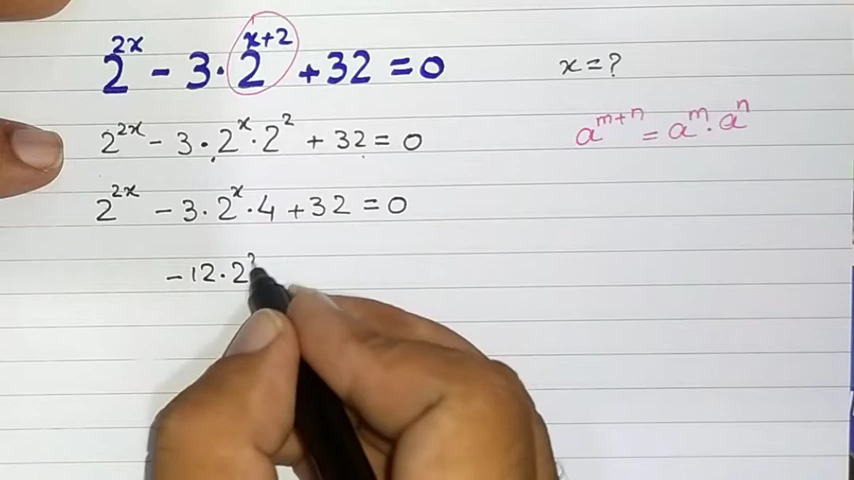 2^{2x} - 3 · 2^{x+2} + 32 = 0
x = ?
2^{2x} - 3 · 2^x · 2^2 + 32 = 0
a^{m+n} = a^m · a^n
2^{2x} - 3 · 2^x · 4 + 32 = 0
-12 · 2